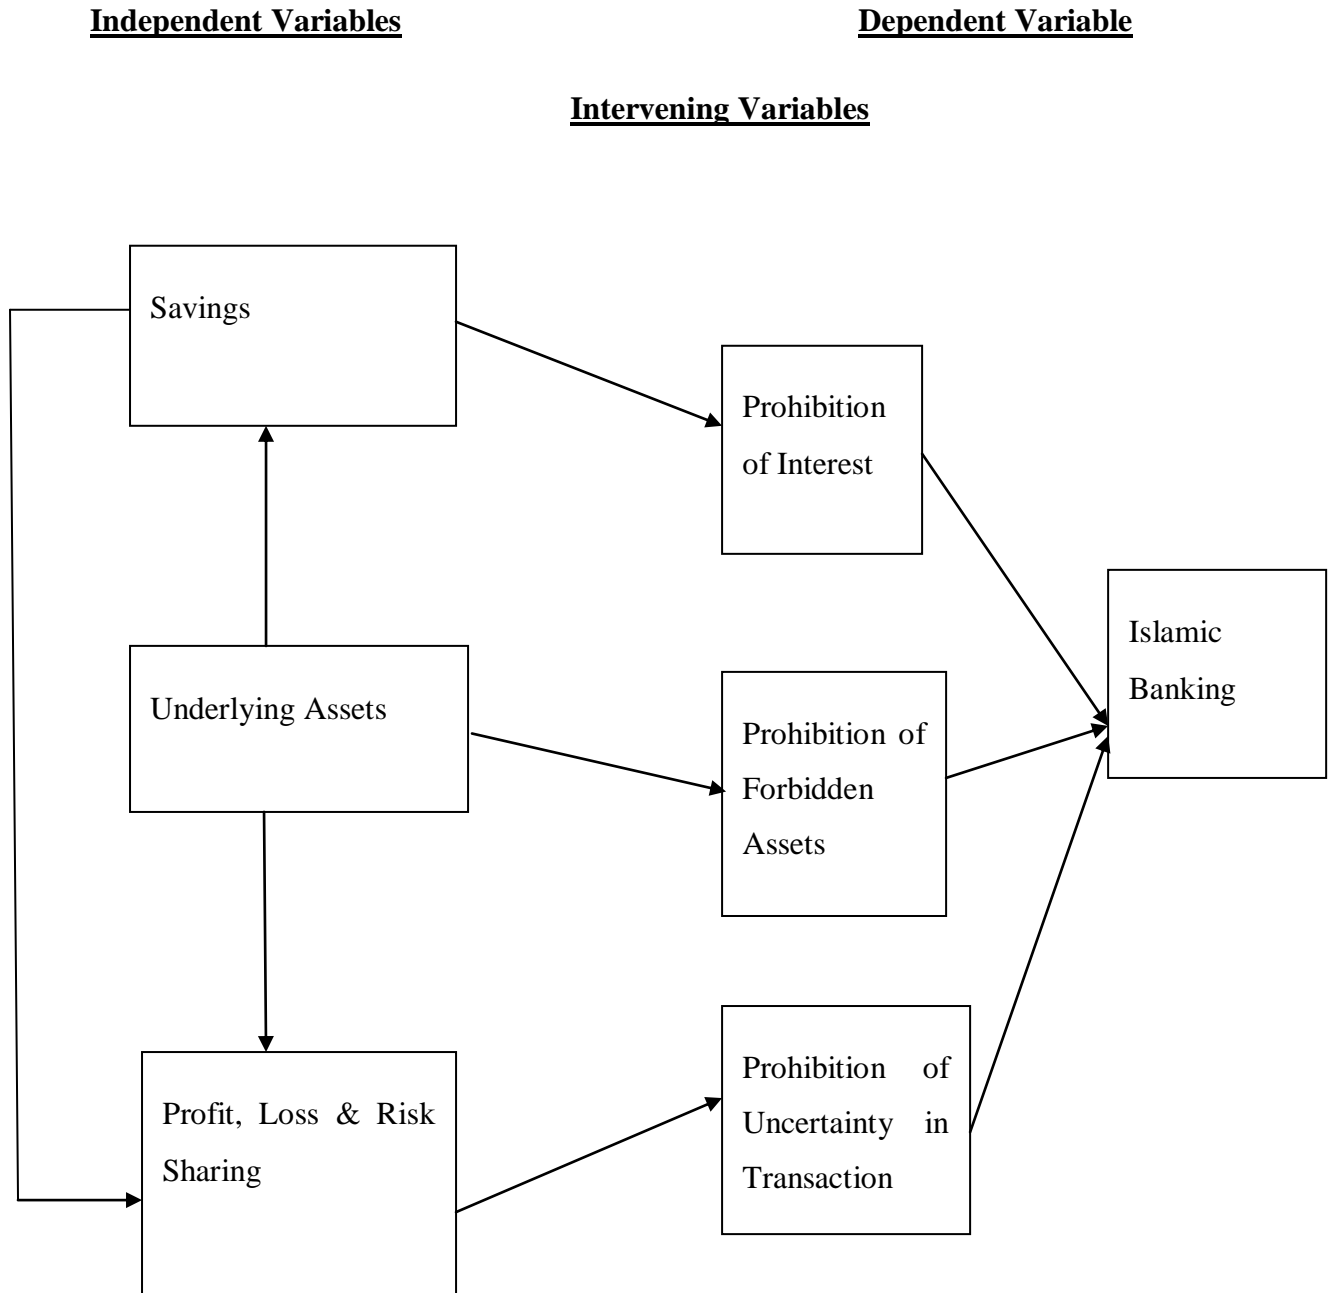 Independent Variables
Dependent Variable
Intervening Variables
Savings
Prohibition
of Interest
Islamic
Banking
Underlying Assets
Prohibition of
Forbidden
Assets
Profit, Loss & Risk
Sharing
Prohibition of
Uncertainty in
Transaction